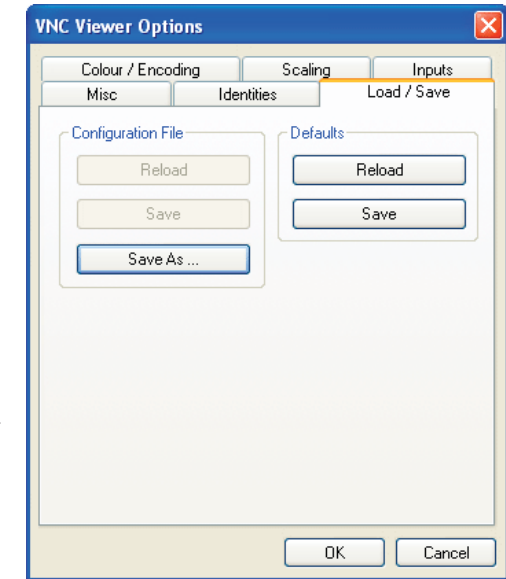 VNC Viewer Options
Colour / Encoding Scaling Inputs
Misc Identities Load / Save
Configuration File
Reload
Save
Save As ...
Defaults
Reload
Save
OK Cancel